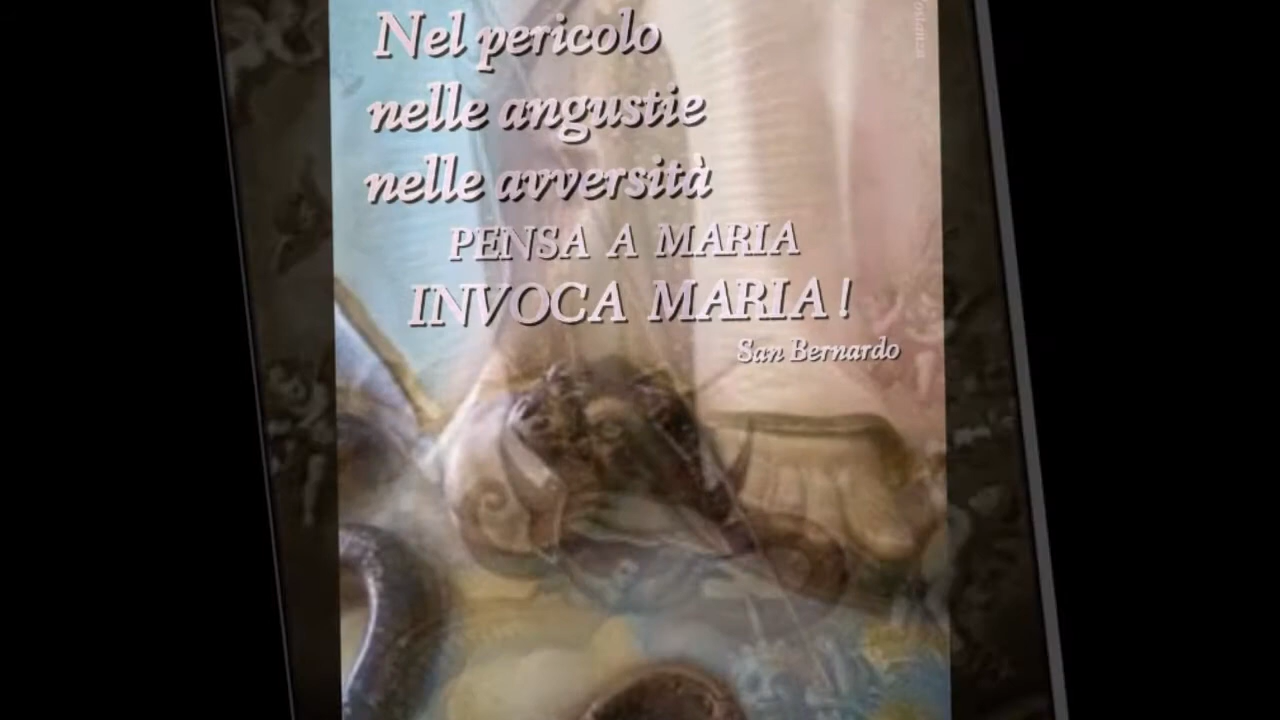 Nel pericolo
nelle angustie
nelle avversità
PENSA A MARIA
INVOCA MARIA!
San Bernardo